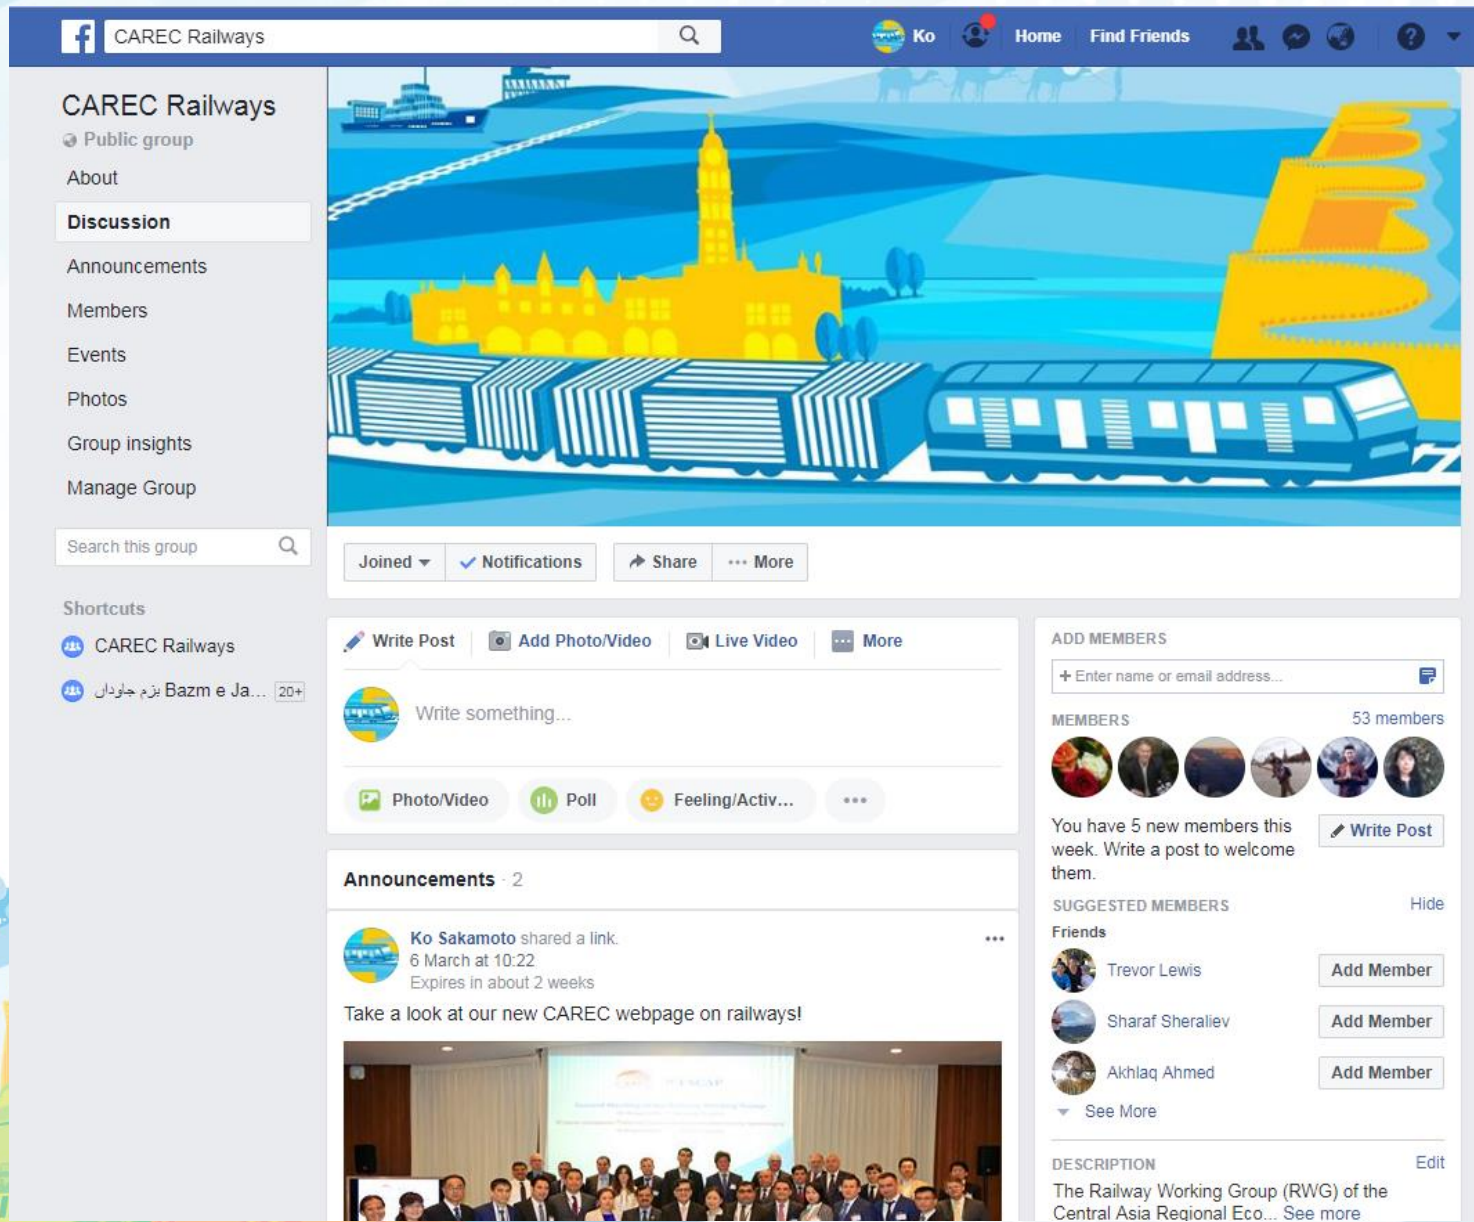 CAREC Railways
Ko
Home
Find Friends
CAREC Railways
Public group
About
Discussion
Announcements
Members
Events
Photos
Group insights
Manage Group
Search this group
Shortcuts
CAREC Railways
بزم جاوداں Bazm e Ja... 20+
Joined
Notifications
Share
More
Write Post
Add Photo/Video
Live Video
More
Write something...
Photo/Video
Poll
Feeling/Activ...
Announcements · 2
Ko Sakamoto shared a link.
6 March at 10:22
Expires in about 2 weeks
Take a look at our new CAREC webpage on railways!
ADD MEMBERS
+ Enter name or email address...
MEMBERS
53 members
You have 5 new members this
week. Write a post to welcome
them.
Write Post
SUGGESTED MEMBERS
Hide
Friends
Trevor Lewis
Add Member
Sharaf Sheraliev
Add Member
Akhlaq Ahmed
Add Member
See More
DESCRIPTION
Edit
The Railway Working Group (RWG) of the
Central Asia Regional Eco... See more